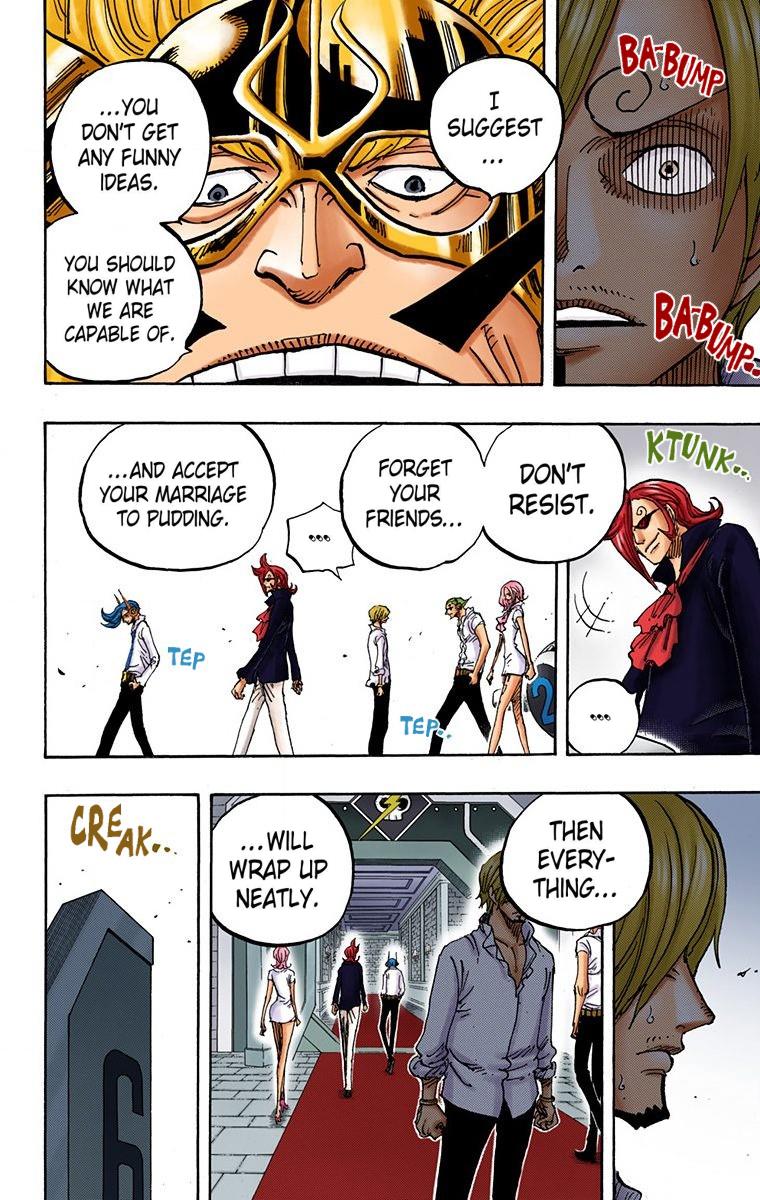 BA-BUMP
I
SUGGEST
...
...YOU
DON'T GET
ANY FUNNY
IDEAS.
YOU SHOULD
KNOW WHAT
WE ARE
CAPABLE OF.
BA-BUMP..
KTUNK..
...
DON'T
RESIST.
FORGET
YOUR
FRIENDS...
...
...AND ACCEPT
YOUR MARRIAGE
TO PUDDING.
TEP
TEP..
2
THEN
EVERY-
THING...
...WILL
WRAP UP
NEATLY.
CREAK..
6